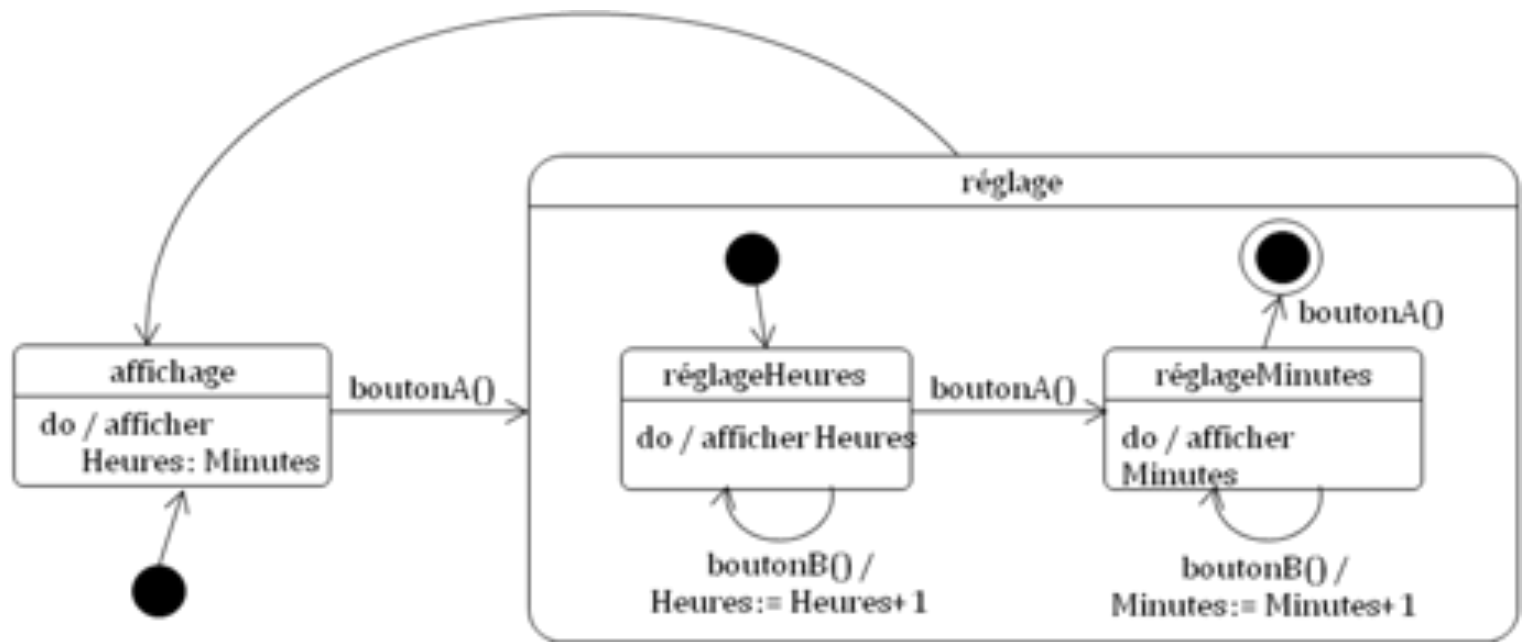 réglage
boutonA()
affichage
boutonA()
réglageHeures
boutonA()
réglageMinutes
do / afficher
Heures: Minutes
do / afficher Heures
do / afficher
Minutes
boutonB() /
Heures:= Heures+1
boutonB() /
Minutes:= Minutes+1